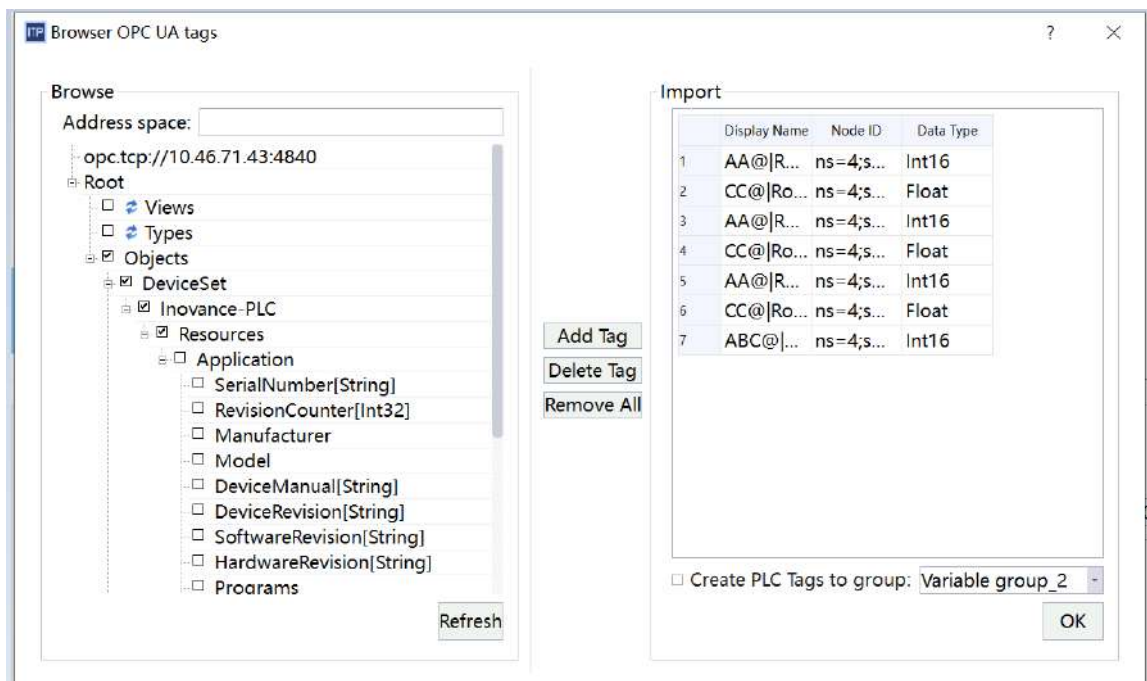 ITP Browser OPC UA tags ? ×
Browse
Address space:
opc.tcp://10.46.71.43:4840
Root
Views
Types
Objects
DeviceSet
Inovance-PLC
Resources
Application
SerialNumber[String]
RevisionCounter[Int32]
Manufacturer
Model
DeviceManual[String]
DeviceRevision[String]
SoftwareRevision[String]
HardwareRevision[String]
Programs
Refresh
Add Tag
Delete Tag
Remove All
Import
Display Name Node ID Data Type
1 AA@|R... ns=4;s... Int16
2 CC@|Ro... ns=4;s... Float
3 AA@|R... ns=4;s... Int16
4 CC@|Ro... ns=4;s... Float
5 AA@|R... ns=4;s... Int16
6 CC@|Ro... ns=4;s... Float
7 ABC@|... ns=4;s... Int16
Create PLC Tags to group: Variable group_2
OK